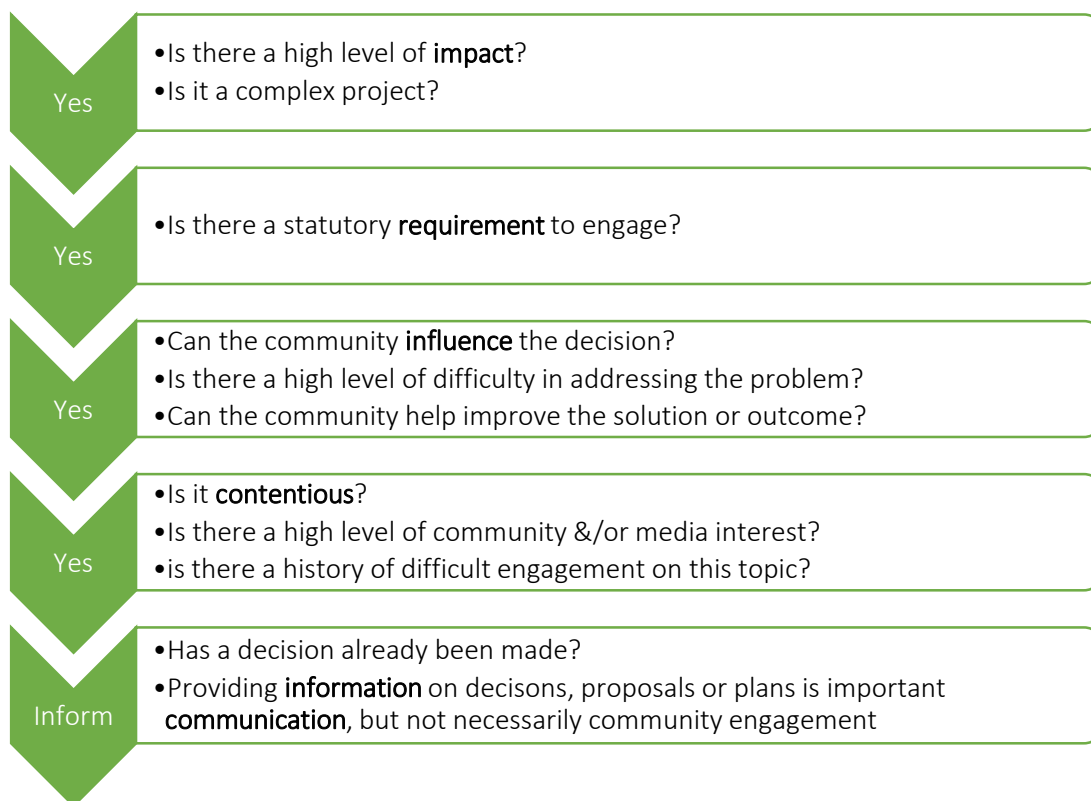 Yes
•Is there a high level of impact?
•Is it a complex project?
Yes
•Is there a statutory requirement to engage?
Yes
•Can the community influence the decision?
•Is there a high level of difficulty in addressing the problem?
•Can the community help improve the solution or outcome?
Yes
•Is it contentious?
•Is there a high level of community &/or media interest?
•is there a history of difficult engagement on this topic?
Inform
•Has a decision already been made?
•Providing information on decisons, proposals or plans is important
communication, but not necessarily community engagement